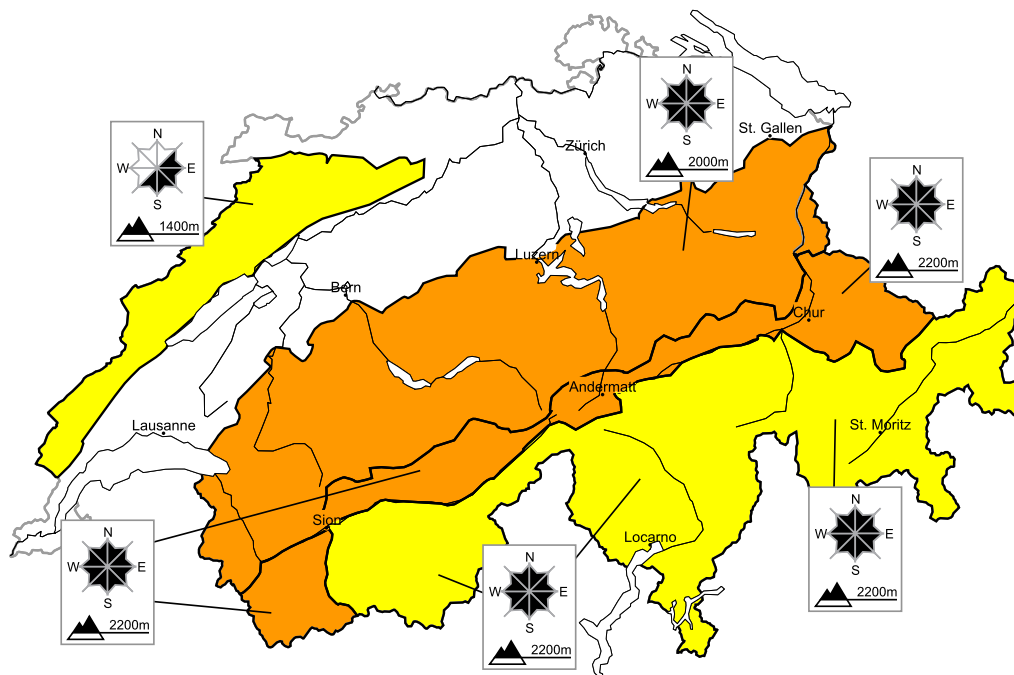 N
W E
S
2000m
St. Gallen
Zürich
N
W E
S
1400m
N
W E
S
2200m
Luzern
Bern
Chur
Andermatt
Lausanne
St. Moritz
N
W E
S
2200m
Sion
Locarno
N
W E
S
2200m
N
W E
S
2200m